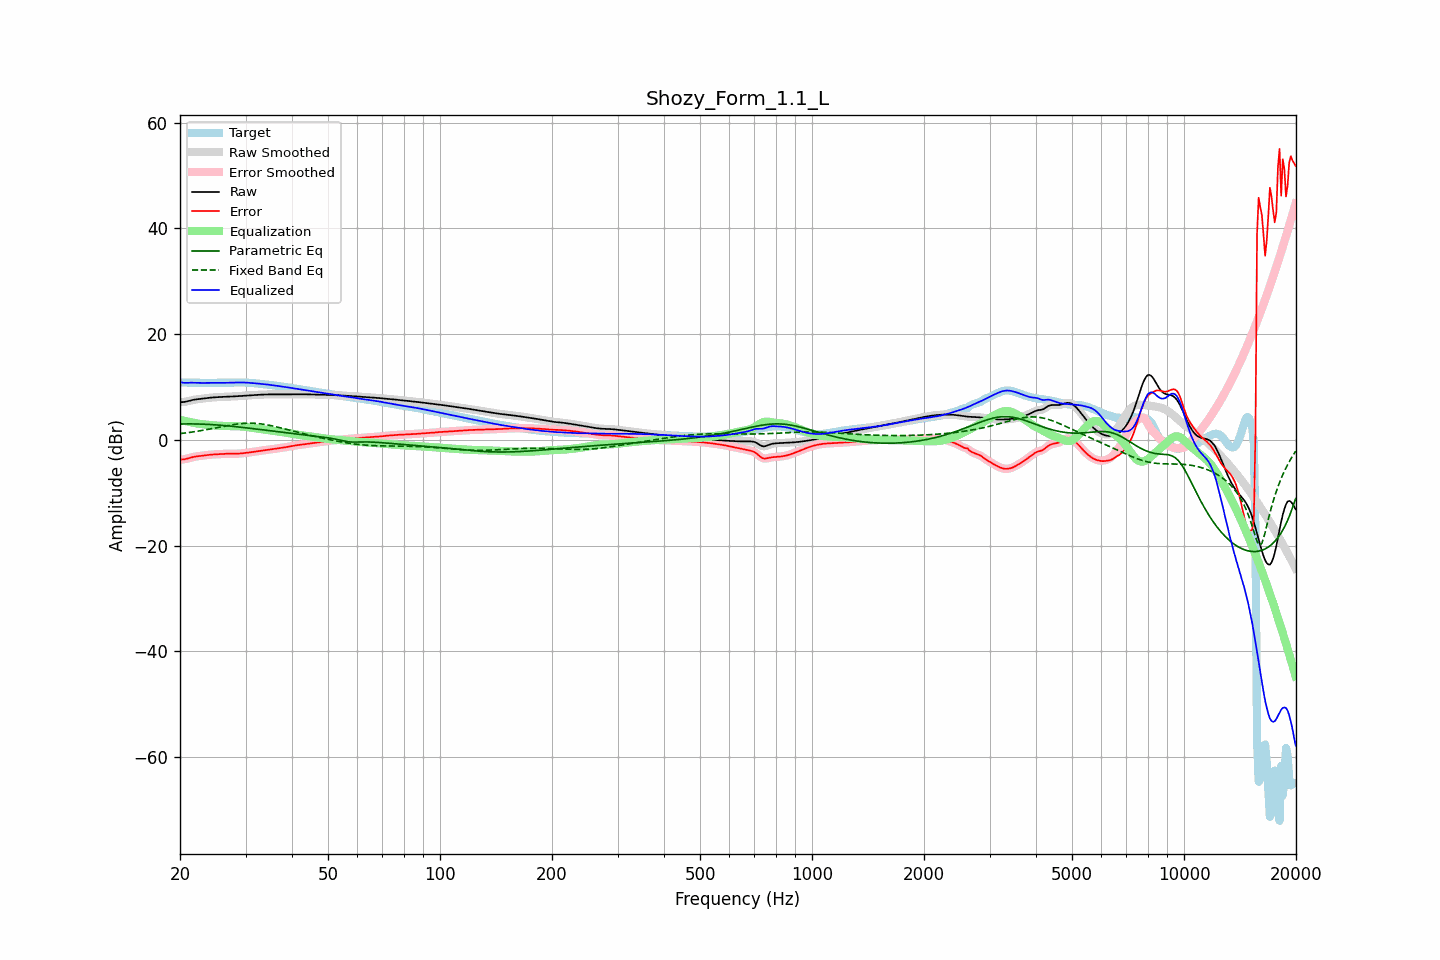 Shozy_Form_1.1_L
Target
Raw Smoothed
Error Smoothed
Raw
Error
Equalization
Parametric Eq
Fixed Band Eq
Equalized
60
40
20
0
−20
−40
−60
Amplitude (dBr)
20 50 100 200 500 1000 2000 5000 10000 20000
Frequency (Hz)